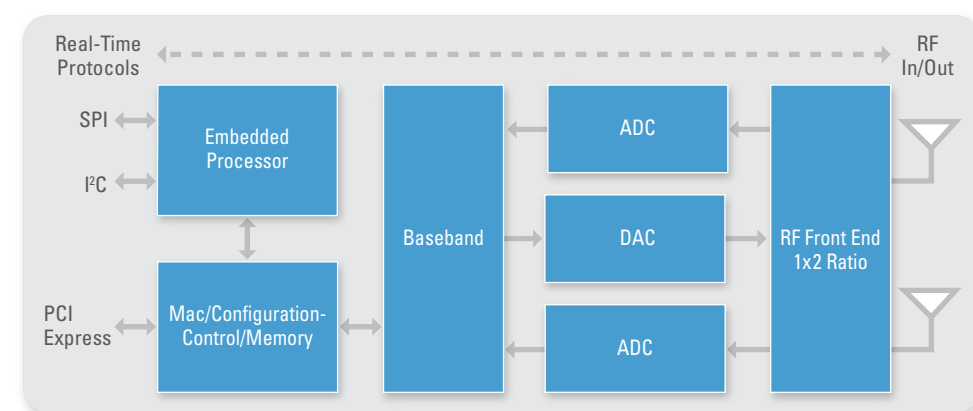 Real-Time
Protocols
RF
In/Out
SPI
I²C
Embedded
Processor
ADC
Baseband
DAC
RF Front End
1x2 Ratio
PCI
Express
Mac/Configuration-
Control/Memory
ADC